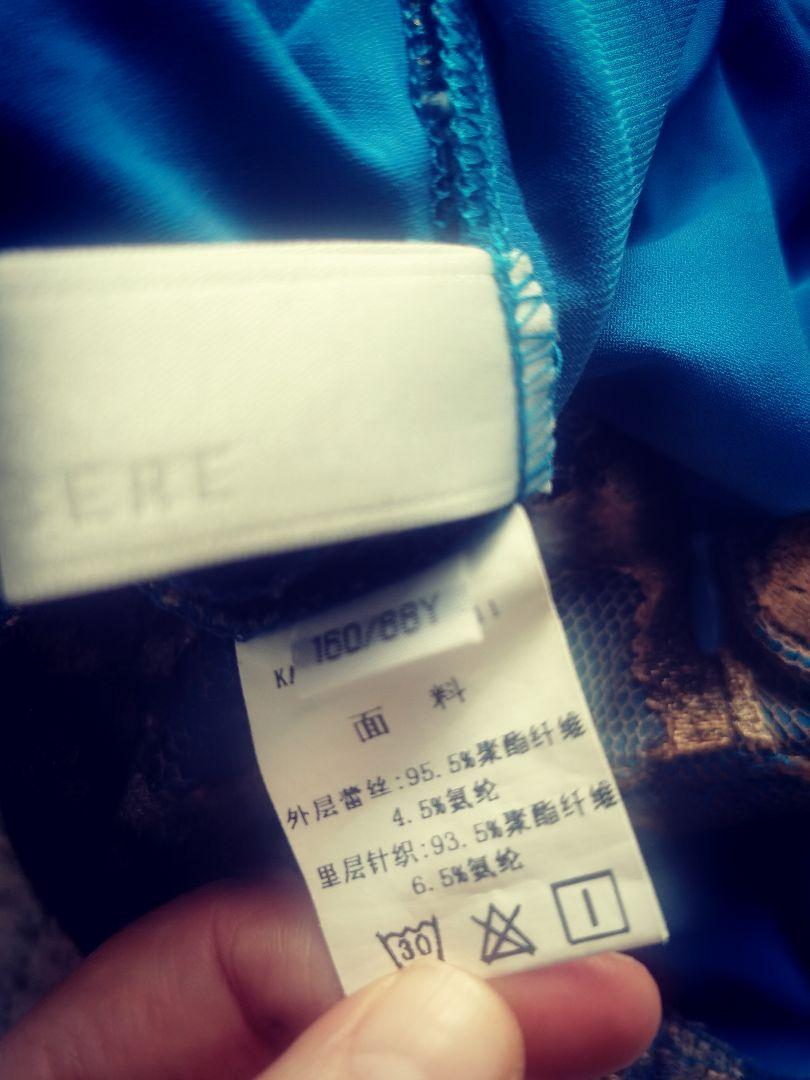 ERE
160/66Y
面 料
外层蕾丝:95.5%聚酯纤维
4.5%氨纶
里层针织:93.5%聚酯纤维
6.5%氨纶
30